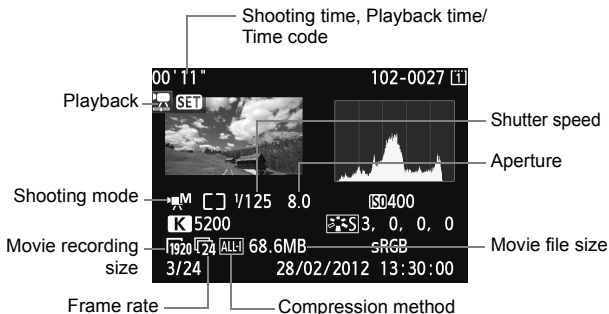 Shooting time, Playback time/
Time code
00'11" 102-0027 1
Playback SET
Shutter speed
Aperture
Shooting mode M 1/125 8.0 ISO400
K 5200 S 3, 0, 0, 0
Movie recording size 1920 24 ALL-I 68.6MB sRGB Movie file size
3/24 28/02/2012 13:30:00
Frame rate Compression method